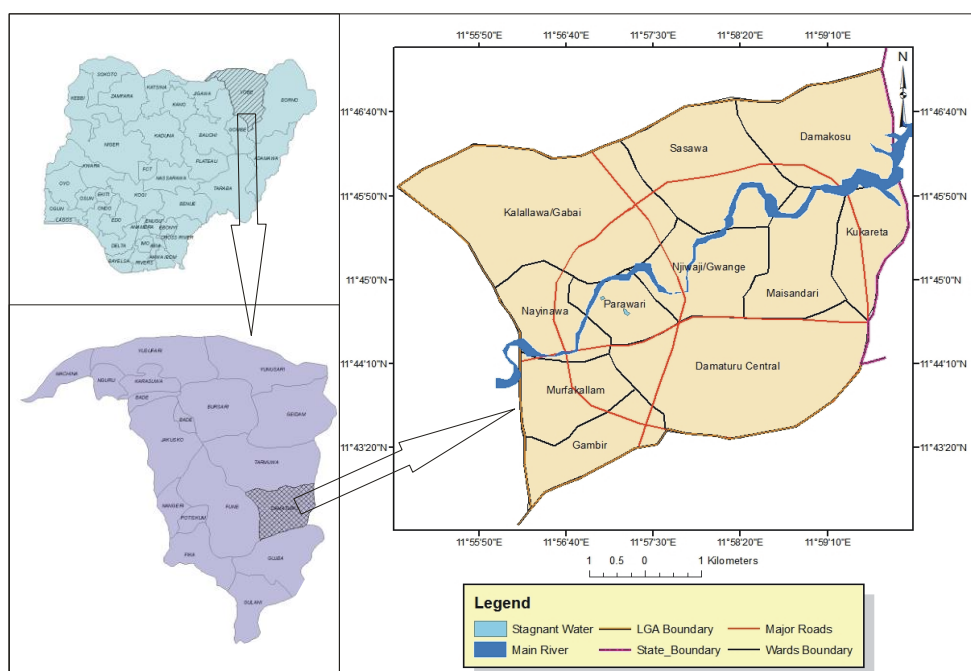 SOKOTO
KEBBI
ZAMFARA
KATSINA
KANO
JIGAWA
YOBE
BORNO
GOMBE
BAUCHI
KADUNA
NIGER
ADAMAWA
PLATEAU
KWARA
FCT
NASSARAWA
TARABA
OYO
KOGI
BENUE
OSUN
EKITI
ONDO
OGUN
LAGOS
EDO
ENUGU
EBONYI
ANAMBRA
CROSS RIVER
DELTA
IMO
ABIA
AKWA IBOM
BAYELSA
RIVERS
YUSUFARI
MACHINA
NGURU
KARASUWA
YUNUSARI
BADE
BURSARI
GEIDAM
BADE
JAKUSKO
TARMUWA
NANGERI
FUNE
DAMATURU
POTISKUM
FIKA
GUJBA
GULANI
11°55'50"E 11°56'40"E 11°57'30"E 11°58'20"E 11°59'10"E
N
11°46'40"N 11°46'40"N
Damakosu
Sasawa
11°45'50"N 11°45'50"N
Kalallawa/Gabai
Kukareta
Njiwaji/Gwange
11°45'0"N 11°45'0"N
Maisandari
Nayinawa
Parawari
11°44'10"N 11°44'10"N
Damaturu Central
Murfakallam
11°43'20"N 11°43'20"N
Gambir
11°55'50"E 11°56'40"E 11°57'30"E 11°58'20"E 11°59'10"E
1 0.5 0 1 Kilometers
Legend
Stagnant Water LGA Boundary Major Roads
Main River State_Boundary Wards Boundary